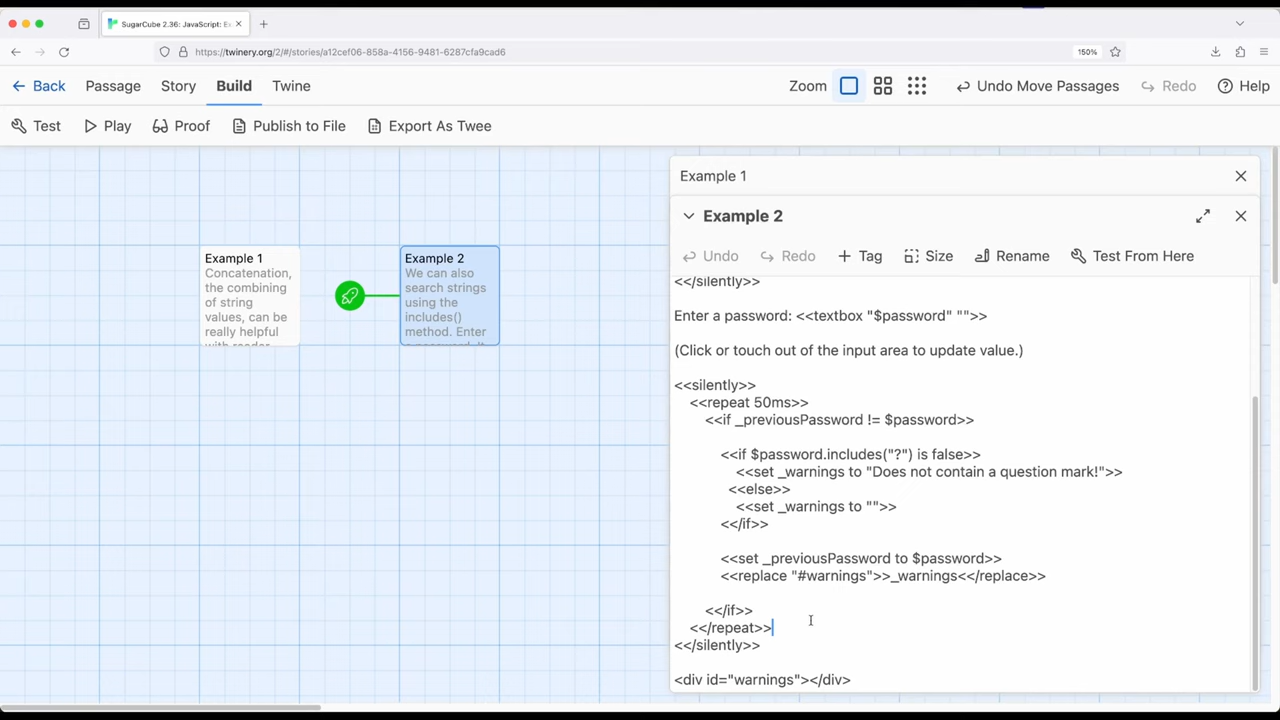 SugarCube 2.36: JavaScript: E
https://twinery.org/2/#/stories/a12cef06-858a-4156-9481-6287cfa9cad6
150%
Back
Passage
Story
Build
Twine
Zoom
Undo Move Passages
Redo
Help
Test
Play
Proof
Publish to File
Export As Twee
Example 1
Concatenation,
the combining
of string
values, can be
really helpful
with reader
Example 2
We can also
search strings
using the
includes()
method. Enter
Example 1
Example 2
Undo
Redo
Tag
Size
Rename
Test From Here
<</silently>>
Enter a password: <<textbox "$password" "">>
(Click or touch out of the input area to update value.)
<<silently>>
<<repeat 50ms>>
<<if _previousPassword != $password>>
<<if $password.includes("?") is false>>
<<set _warnings to "Does not contain a question mark!">>
<<else>>
<<set _warnings to "">>
<</if>>
<<set _previousPassword to $password>>
<<replace "#warnings">>_warnings<</replace>>
<</if>>
<</repeat>>
<</silently>>
<div id="warnings"></div>